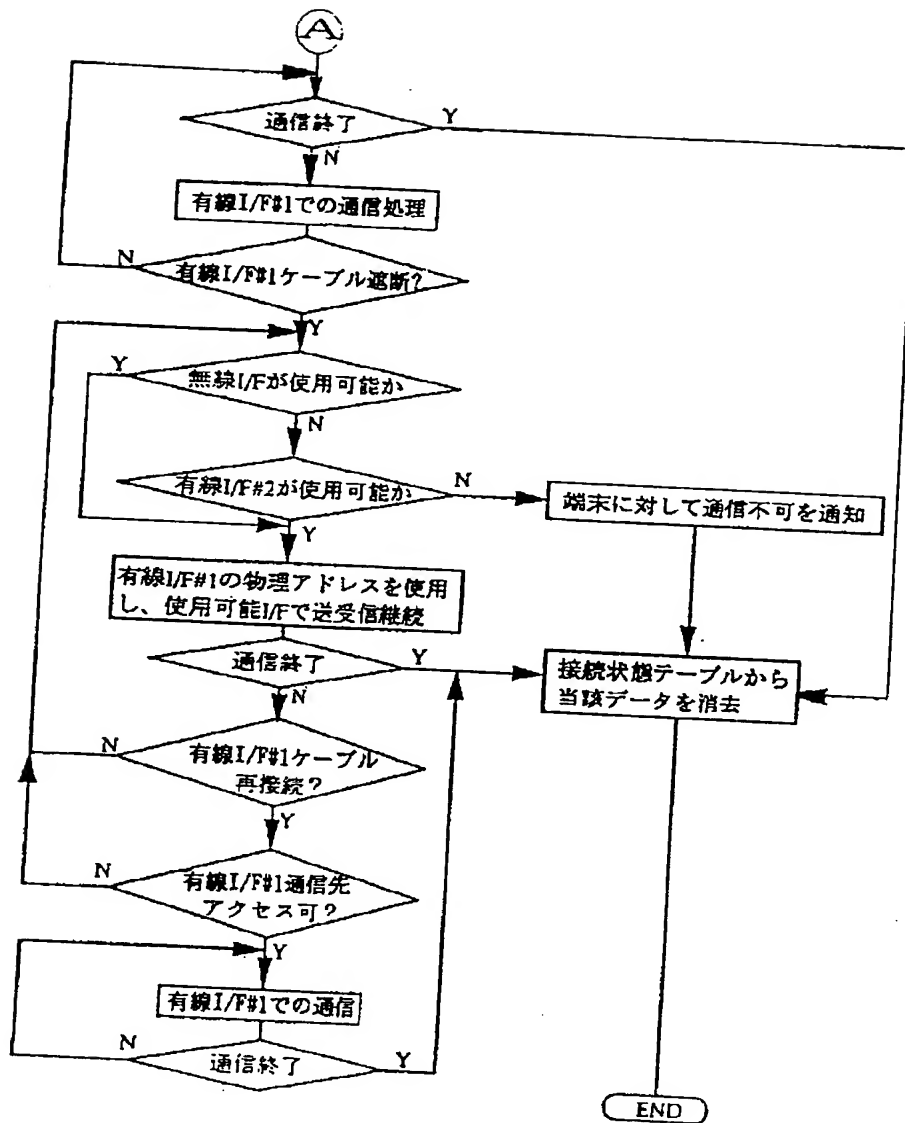 A
通信終了
Y
N
有線I/F#1での通信処理
N
有線I/F#1ケーブル遮断?
Y
Y
無線I/Fが使用可能か
N
有線I/F#2が使用可能か
N
端末に対して通信不可を通知
Y
有線I/F#1の物理アドレスを使用
し、使用可能I/Fで送受信継続
通信終了
Y
接続状態テーブルから
当該データを消去
N
N
有線I/F#1ケーブル
再接続?
Y
N
有線I/F#1通信先
アクセス可?
Y
有線I/F#1での通信
N
通信終了
Y
END